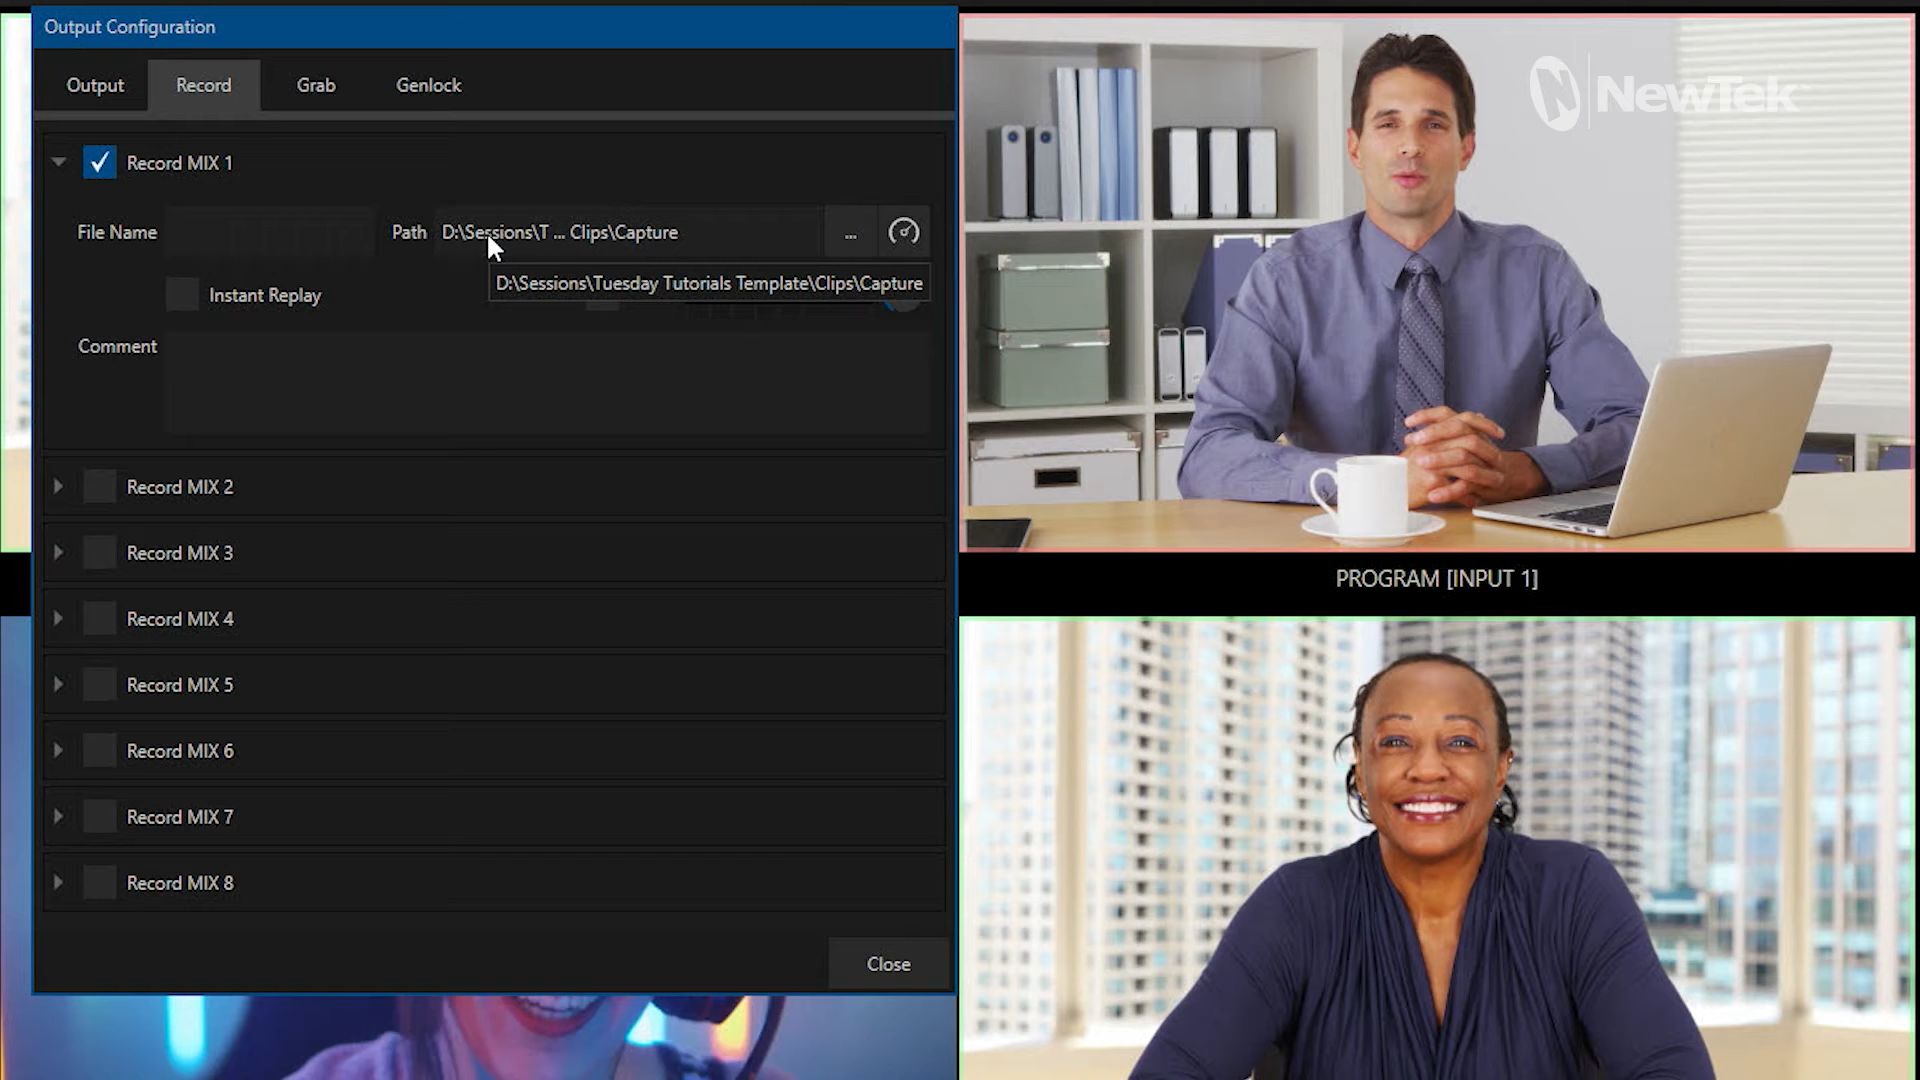 Output Configuration
Output Record Grab Genlock
Record MIX 1
File Name Path D:\Sessions\T ... Clips\Capture ...
D:\Sessions\Tuesday Tutorials Template\Clips\Capture
Instant Replay
Comment
Record MIX 2
Record MIX 3
Record MIX 4
Record MIX 5
Record MIX 6
Record MIX 7
Record MIX 8
Close
NewTek
PROGRAM [INPUT 1]